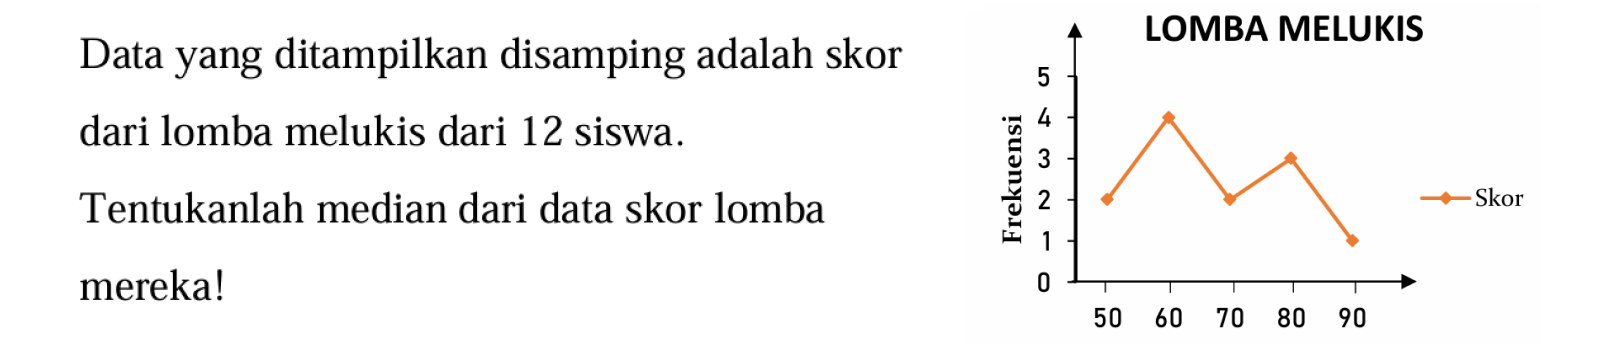 Data yang ditampilkan disamping adalah skor
dari lomba melukis dari 12 siswa.
Tentukanlah median dari data skor lomba
mereka!
LOMBA MELUKIS
Frekuensi
5
4
3
2
1
0
50 60 70 80 90
Skor